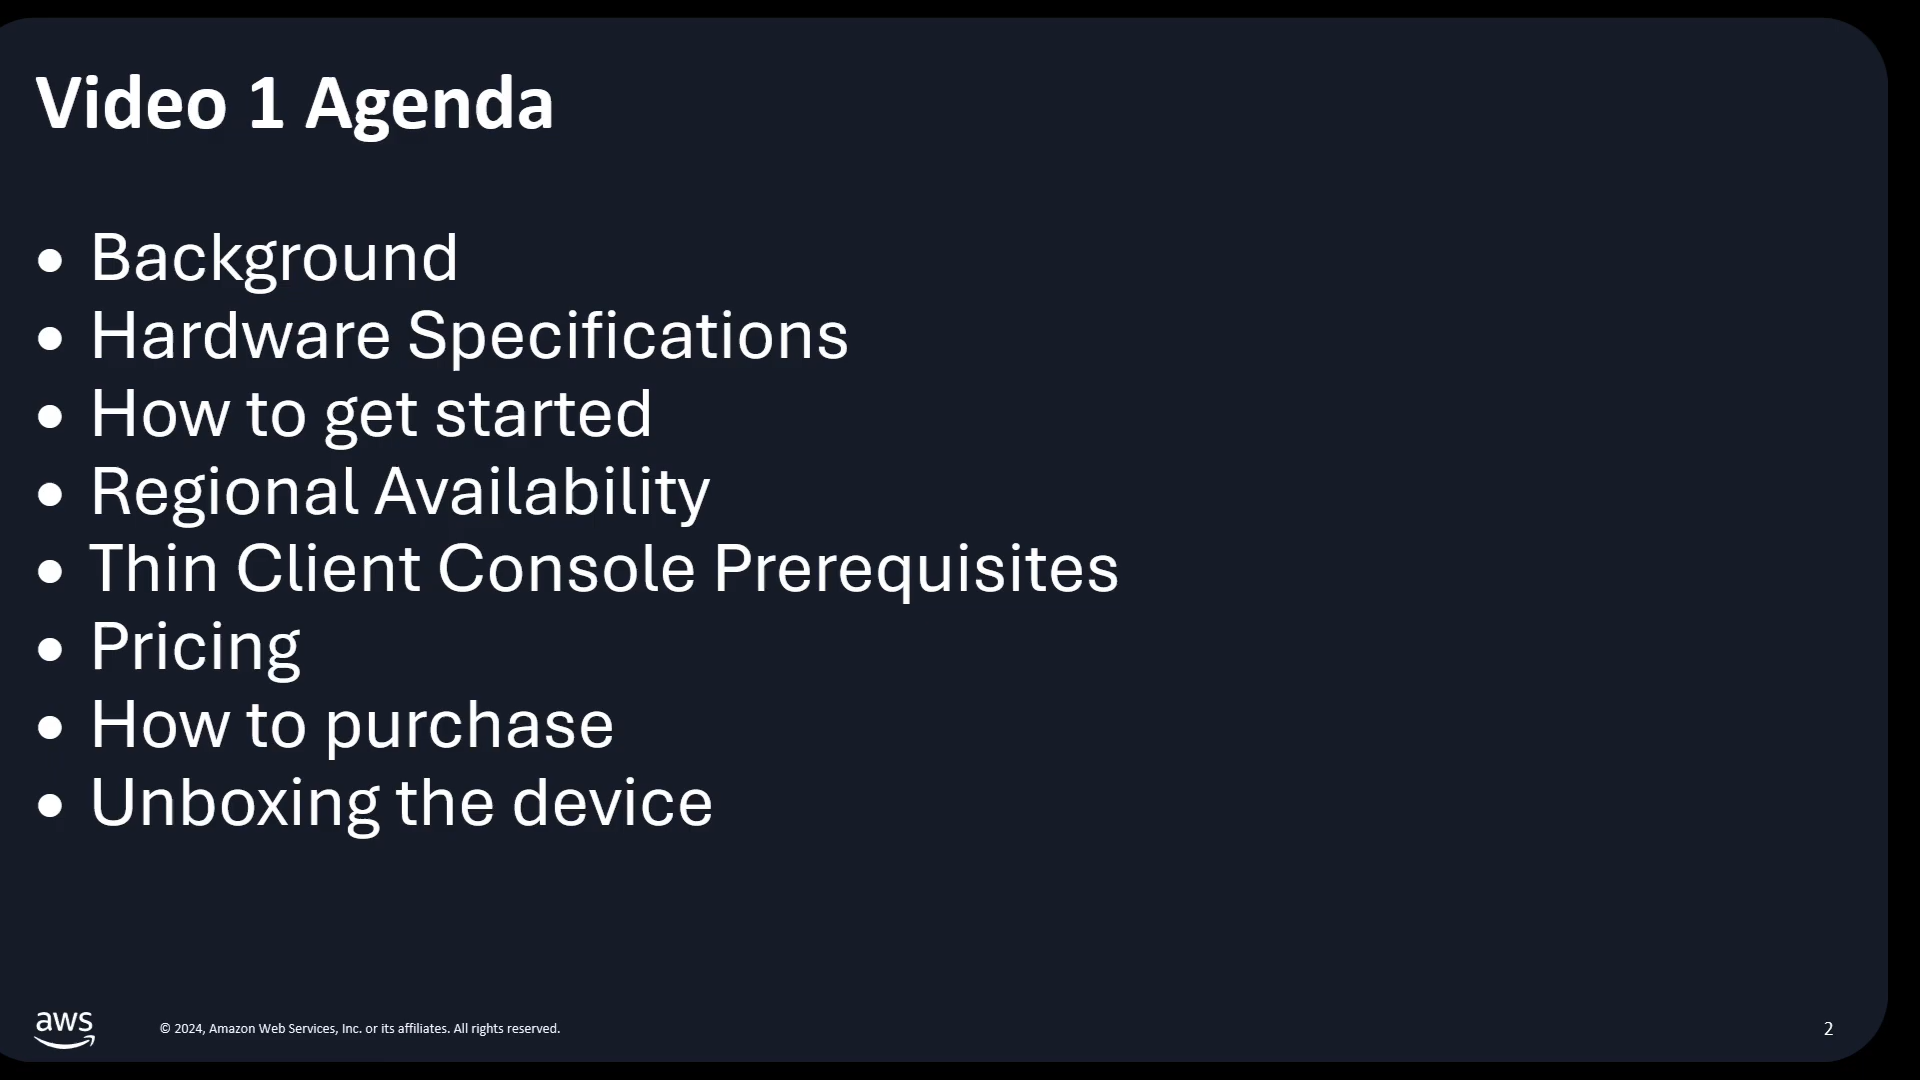 Video 1 Agenda
• Background
• Hardware Specifications
• How to get started
• Regional Availability
• Thin Client Console Prerequisites
• Pricing
• How to purchase
• Unboxing the device
aws
© 2024, Amazon Web Services, Inc. or its affiliates. All rights reserved.
2